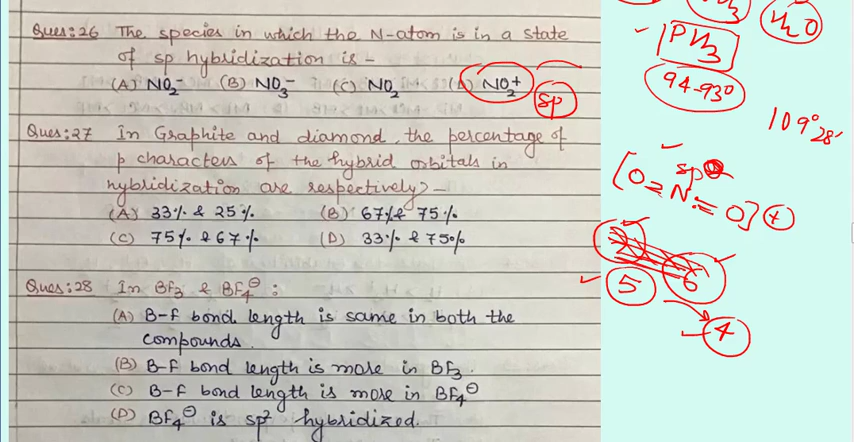 Ques:26 The species in which the N-atom is in a state
of sp hybridization is -
(A) NO₂⁻ (B) NO₃⁻ (C) NO₂ (D) NO₂⁺
sp
Ques:27 In Graphite and diamond, the percentage of
p characters of the hybrid orbitals in
hybridization are respectively? -
(A) 33% & 25% (B) 67% & 75%
(C) 75% & 67% (D) 33% & 75%
Ques:28 In BF₃ & BF₄⊖ :
(A) B-F bond length is same in both the
compounds.
(B) B-F bond length is more in BF₃.
(C) B-F bond length is more in BF₄⊖
(D) BF₄⊖ is sp² hybridized.
H₂O
PH₃
94-93°
109°28'
sp
[O=N=O]⊕
5 6
4